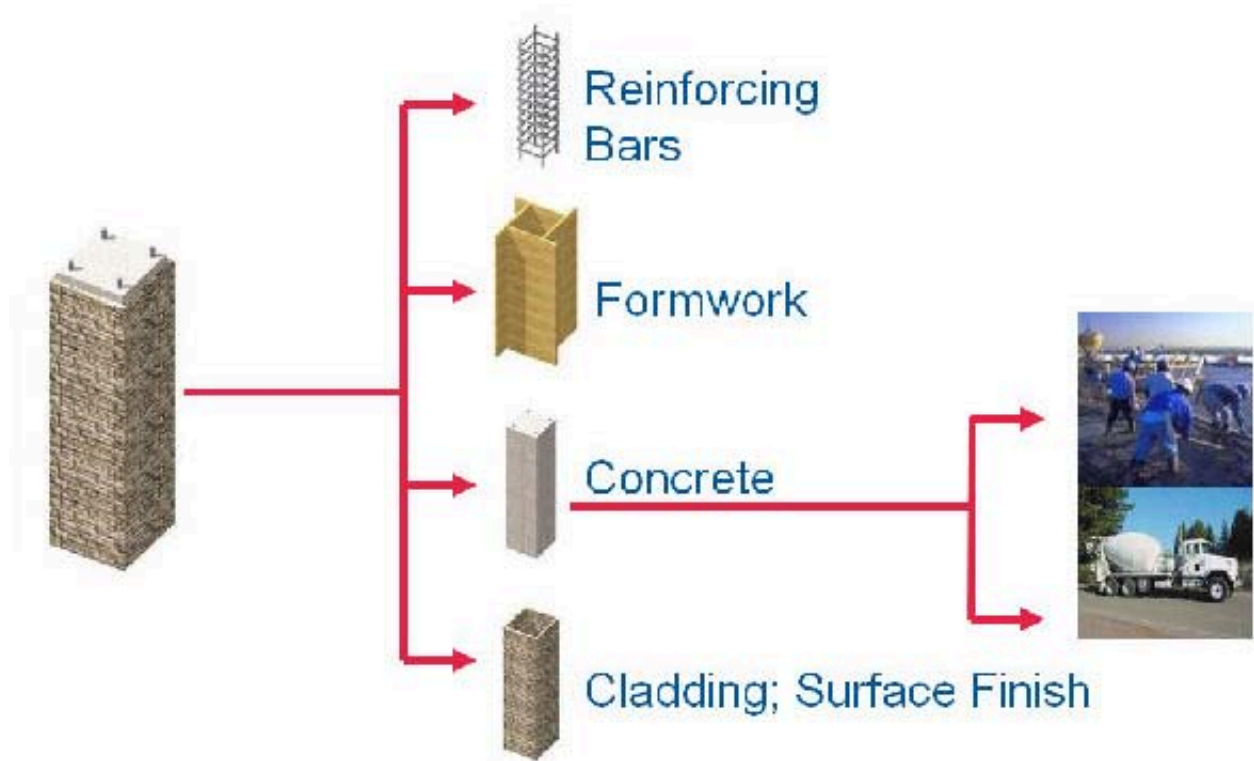 Reinforcing
Bars
Formwork
Concrete
Cladding; Surface Finish